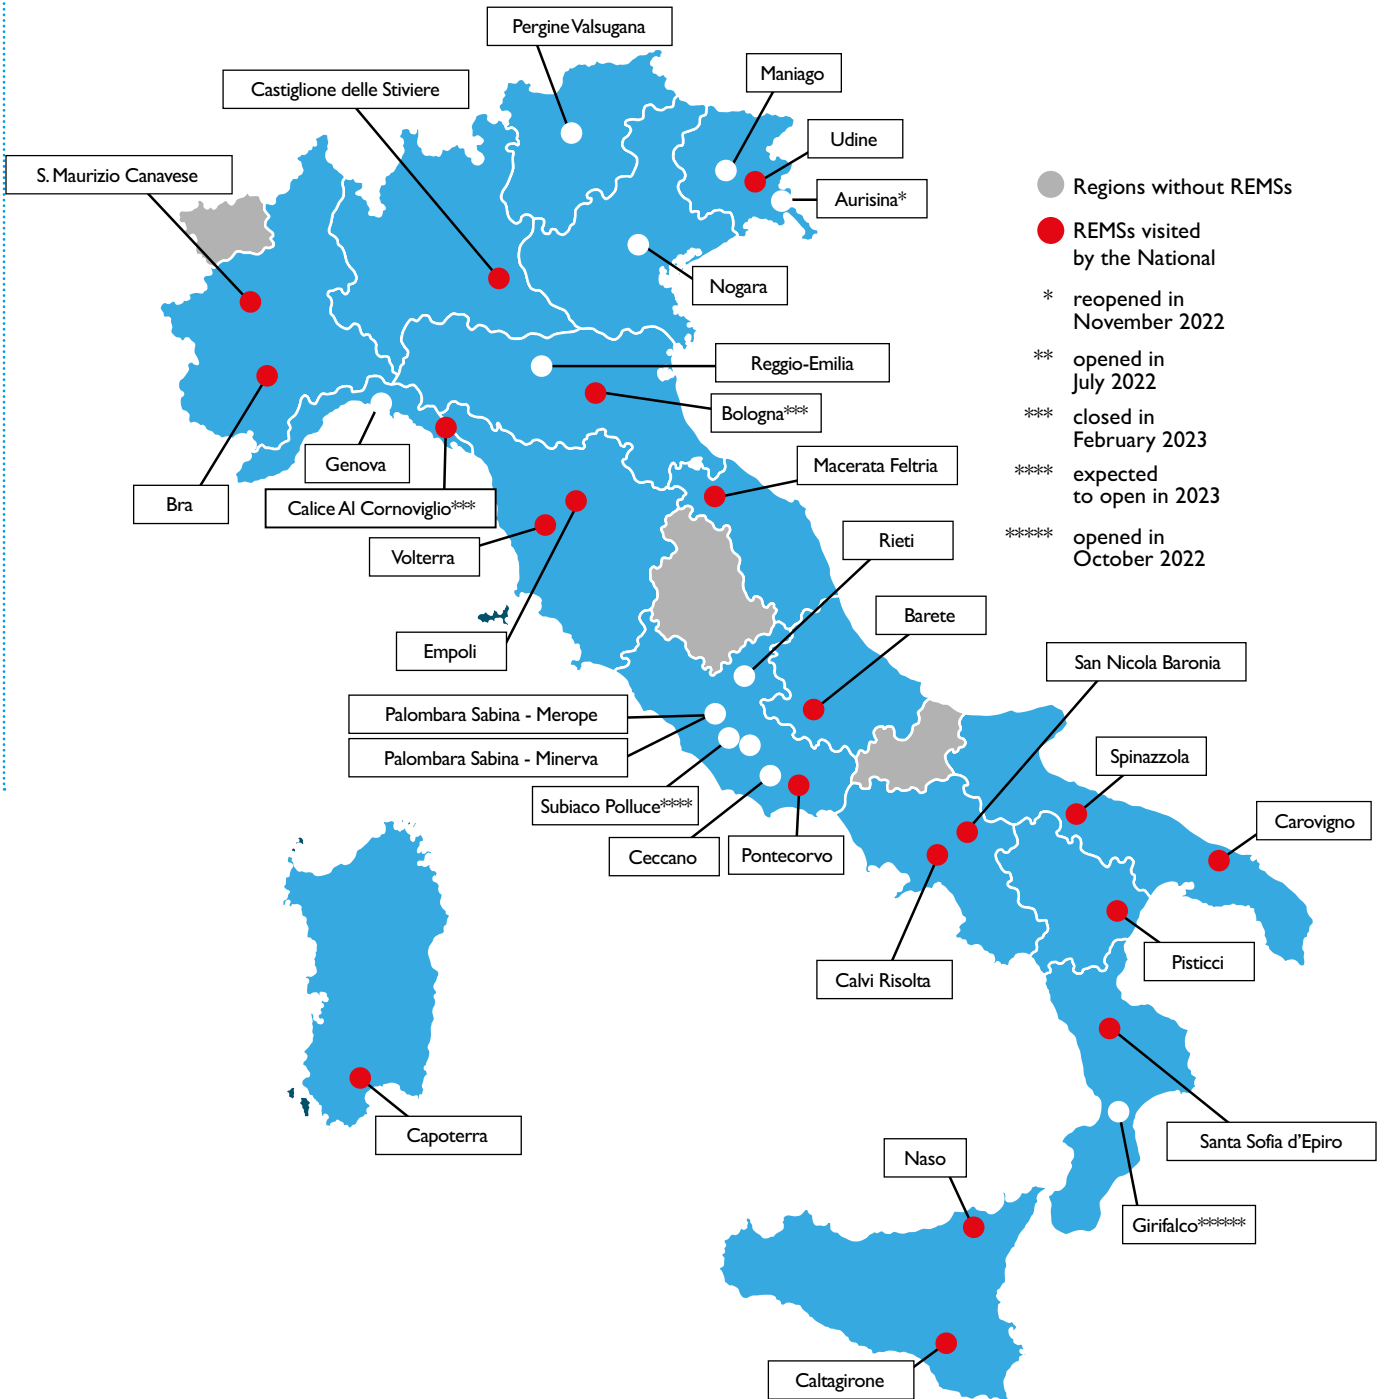 Pergine Valsugana
Maniago
Castiglione delle Stiviere
Udine
S. Maurizio Canavese
Aurisina*
Nogara
Reggio-Emilia
Bologna***
Genova
Macerata Feltria
Bra
Calice Al Cornoviglio***
Volterra
Rieti
Empoli
Barete
San Nicola Baronia
Palombara Sabina - Merope
Palombara Sabina - Minerva
Subiaco Polluce****
Ceccano
Pontecorvo
Spinazzola
Carovigno
Calvi Risolta
Pisticci
Capoterra
Santa Sofia d'Epiro
Naso
Girifalco******
Caltagirone
Regions without REMSs
REMSs visited
by the National
* reopened in
November 2022
** opened in
July 2022
*** closed in
February 2023
**** expected
to open in 2023
***** opened in
October 2022